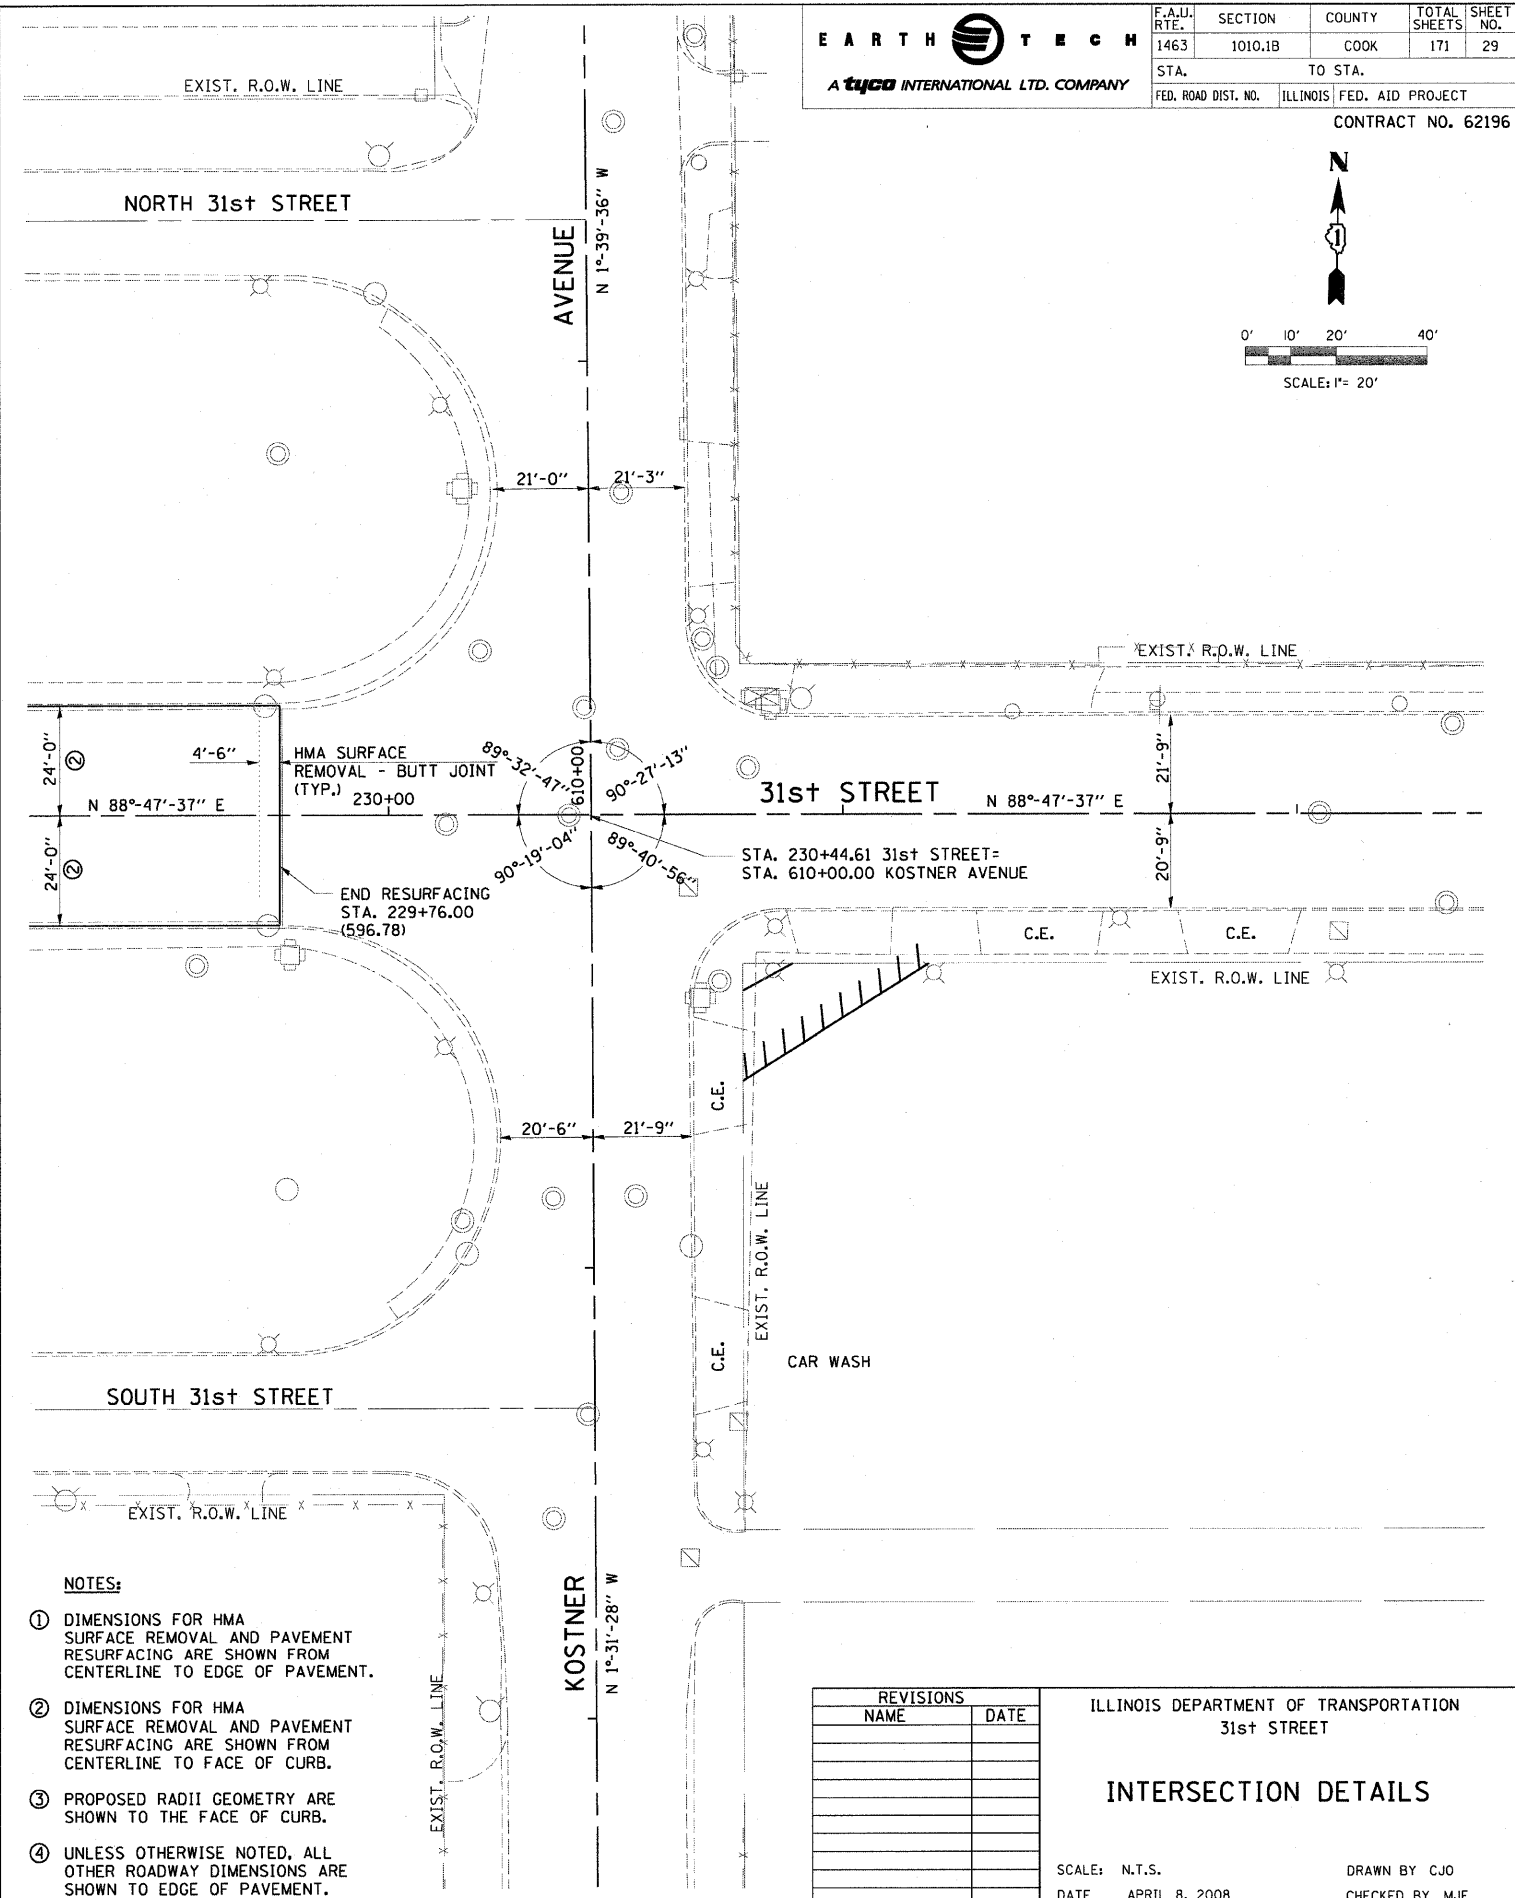 EARTH TECH
A tyco INTERNATIONAL LTD. COMPANY
F.A.U. RTE. SECTION COUNTY TOTAL SHEETS SHEET NO.
1463 1010.1B COOK 171 29
STA. TO STA.
FED. ROAD DIST. NO. ILLINOIS FED. AID PROJECT
CONTRACT NO. 62196
N
1
0' 10' 20' 40'
SCALE: 1"= 20'
EXIST. R.O.W. LINE
NORTH 31st STREET
AVENUE
N 1°-39'-36" W
21'-0" 21'-3"
EXIST. R.O.W. LINE
24'-0" ②
24'-0" ②
4'-6"
HMA SURFACE
REMOVAL - BUTT JOINT
(TYP.)
230+00
N 88°-47'-37" E
89°-32'-47"
610+00
90°-27'-13"
90°-19'-04"
89°-40'-56"
31st STREET
N 88°-47'-37" E
21'-9"
20'-9"
STA. 230+44.61 31st STREET=
STA. 610+00.00 KOSTNER AVENUE
END RESURFACING
STA. 229+76.00
(596.78)
C.E.
C.E.
EXIST. R.O.W. LINE
C.E.
20'-6" 21'-9"
EXIST. R.O.W. LINE
C.E.
CAR WASH
SOUTH 31st STREET
EXIST. R.O.W. LINE
KOSTNER
N 1°-31'-28" W
EXIST. R.O.W. LINE
NOTES:
① DIMENSIONS FOR HMA
SURFACE REMOVAL AND PAVEMENT
RESURFACING ARE SHOWN FROM
CENTERLINE TO EDGE OF PAVEMENT.
② DIMENSIONS FOR HMA
SURFACE REMOVAL AND PAVEMENT
RESURFACING ARE SHOWN FROM
CENTERLINE TO FACE OF CURB.
③ PROPOSED RADII GEOMETRY ARE
SHOWN TO THE FACE OF CURB.
④ UNLESS OTHERWISE NOTED, ALL
OTHER ROADWAY DIMENSIONS ARE
SHOWN TO EDGE OF PAVEMENT.
REVISIONS
NAME DATE
ILLINOIS DEPARTMENT OF TRANSPORTATION
31st STREET
INTERSECTION DETAILS
SCALE: N.T.S. DRAWN BY CJO
DATE APRIL 8, 2008 CHECKED BY MJE